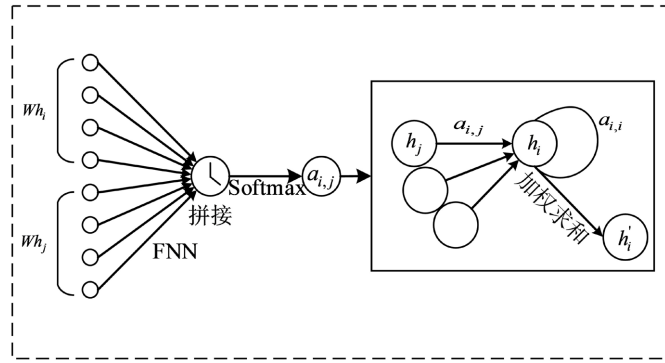 Wh_i
Wh_j
FNN
拼接
Softmax
a_{i,j}
h_j
a_{i,j}
h_i
a_{i,i}
加权求和
h_i'